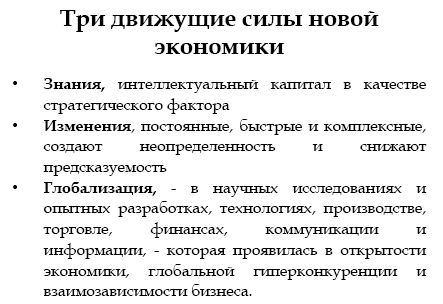 Три движущие силы новой
экономики
• Знания, интеллектуальный капитал в качестве
стратегического фактора
• Изменения, постоянные, быстрые и комплексные,
создают неопределенность и снижают
предсказуемость
• Глобализация, - в научных исследованиях и
опытных разработках, технологиях, производстве,
торговле, финансах, коммуникации и
информации, - которая проявилась в открытости
экономики, глобальной гиперконкуренции и
взаимозависимости бизнеса.